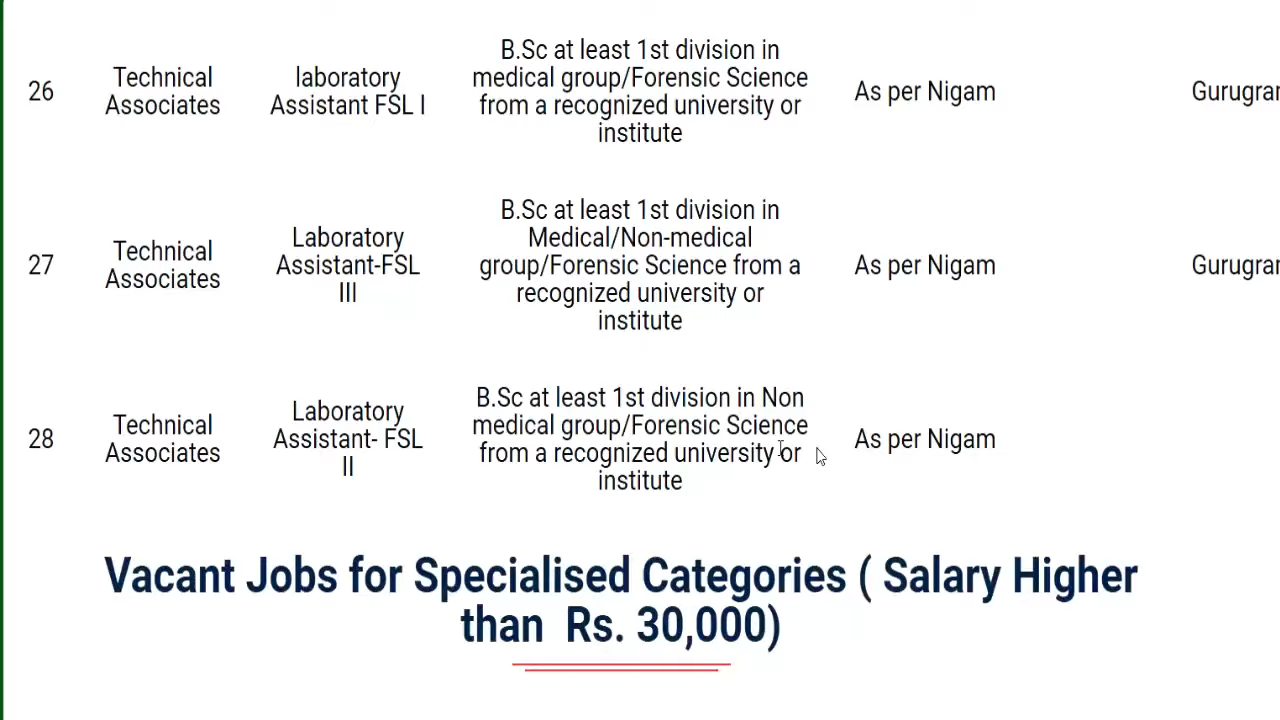 26
Technical
Associates
laboratory
Assistant FSL I
B.Sc at least 1st division in
medical group/Forensic Science
from a recognized university or
institute
As per Nigam
27
Technical
Associates
Laboratory
Assistant-FSL
III
B.Sc at least 1st division in
Medical/Non-medical
group/Forensic Science from a
recognized university or
institute
As per Nigam
28
Technical
Associates
Laboratory
Assistant- FSL
II
B.Sc at least 1st division in Non
medical group/Forensic Science
from a recognized university or
institute
As per Nigam
Vacant Jobs for Specialised Categories ( Salary Higher
than Rs. 30,000)